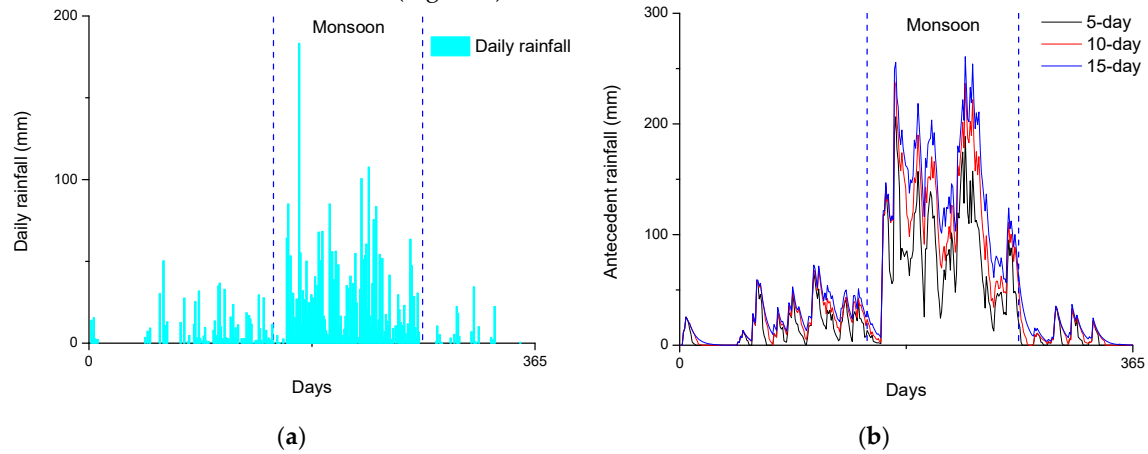 200
Monsoon
Daily rainfall
Daily rainfall (mm)
100
0
0
365
Days
(a)
300
Monsoon
5-day
10-day
15-day
Antecedent rainfall (mm)
200
100
0
0
365
Days
(b)